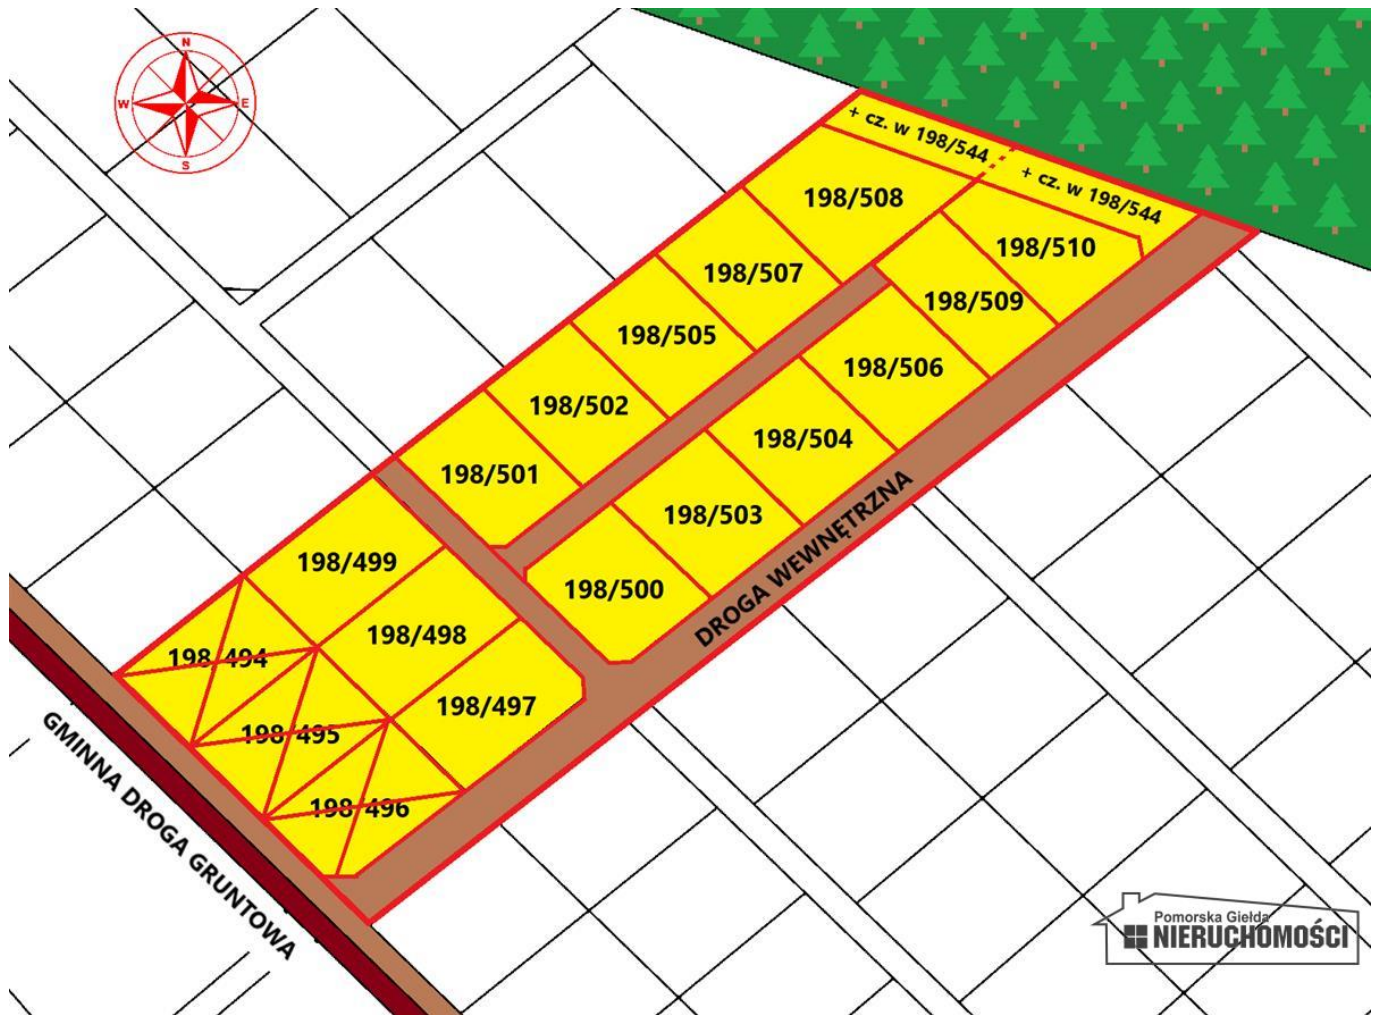 N
W
E
S
+ cz. w 198/544
+ cz. w 198/544
198/508
198/510
198/507
198/509
198/505
198/506
198/502
198/504
198/501
198/503
198/499
198/500
198/498
198/494
198/497
198/495
198/496
DROGA WEWNĘTRZNA
GMINNA DROGA GRUNTOWA
Pomorska Giełda
NIERUCHOMOŚCI